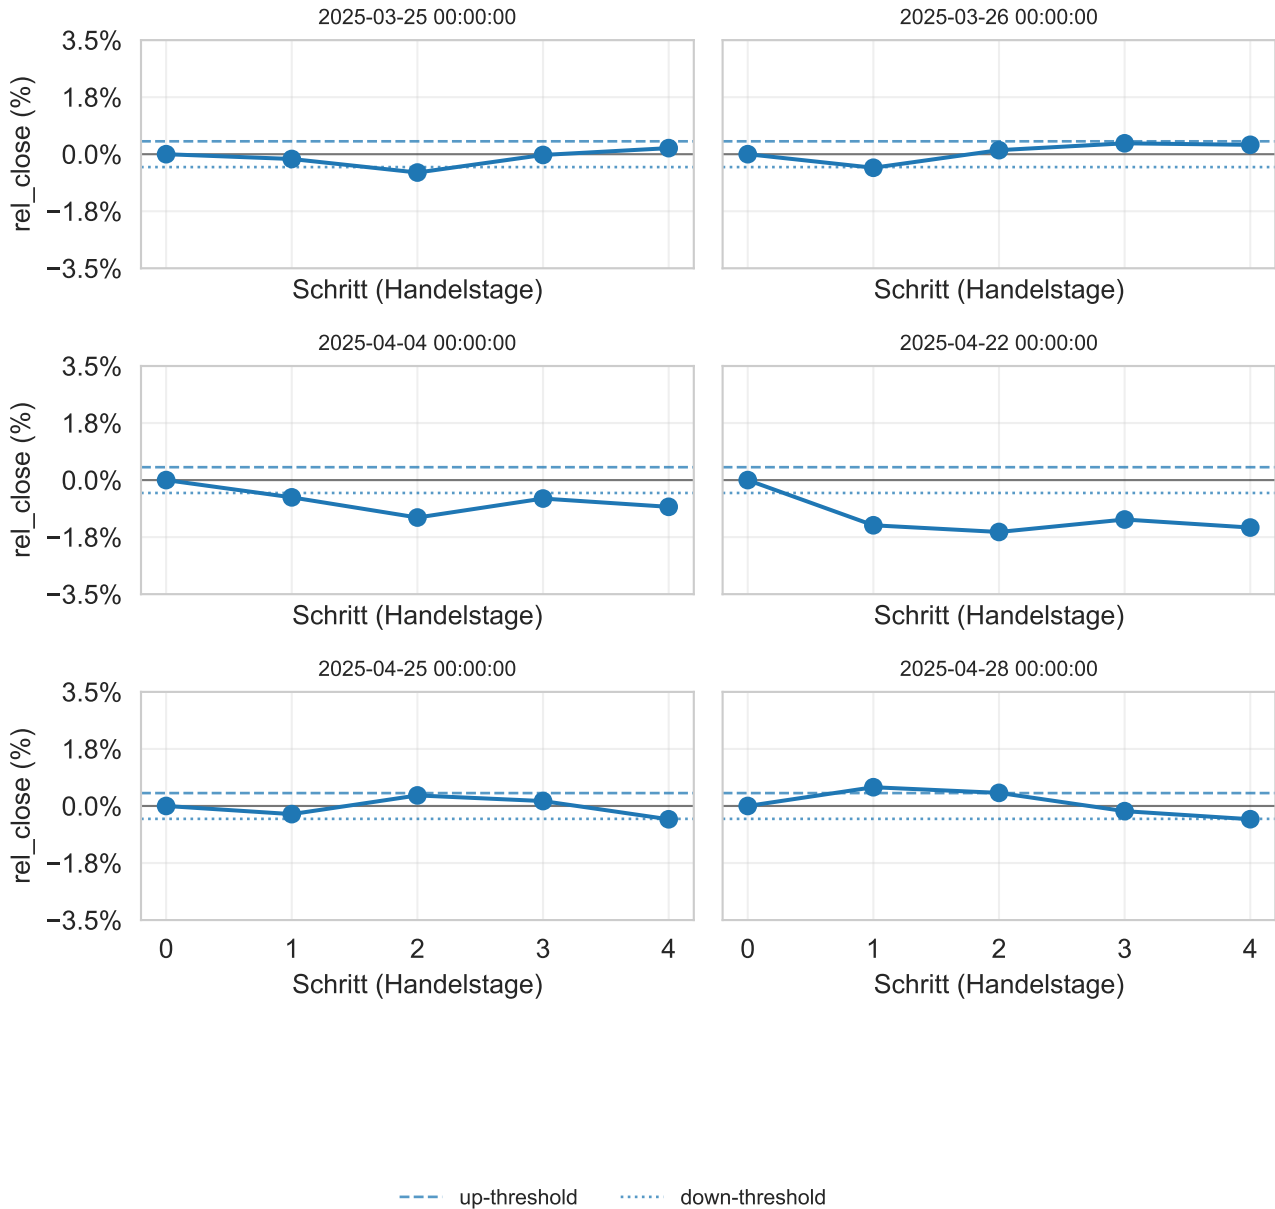 2025-03-25 00:00:00
2025-03-26 00:00:00
rel_close (%)
3.5%
1.8%
0.0%
−1.8%
−3.5%
Schritt (Handelstage)
Schritt (Handelstage)
2025-04-04 00:00:00
2025-04-22 00:00:00
rel_close (%)
3.5%
1.8%
0.0%
−1.8%
−3.5%
Schritt (Handelstage)
Schritt (Handelstage)
2025-04-25 00:00:00
2025-04-28 00:00:00
rel_close (%)
3.5%
1.8%
0.0%
−1.8%
−3.5%
0 1 2 3 4
0 1 2 3 4
Schritt (Handelstage)
Schritt (Handelstage)
up-threshold
down-threshold